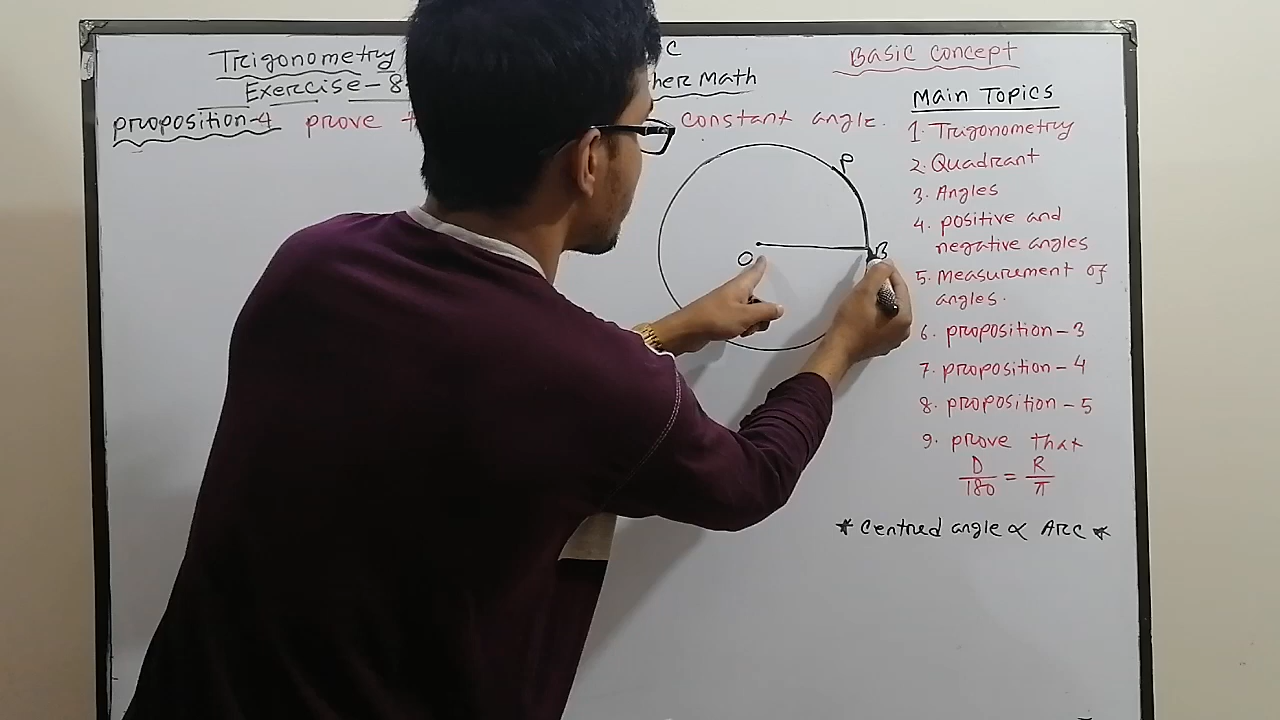 Trigonometry
Exercise-8
C
her Math
Basic Concept
proposition-4 prove constant angle.
Main Topics
1. Trigonometry
2. Quadrant
3. Angles
4. positive and
negative angles
5. Measurement of
angles.
6. proposition-3
7. proposition-4
8. proposition-5
9. prove that
D/180 = R/π
* Centred angle ∝ Arc *
P
O
B